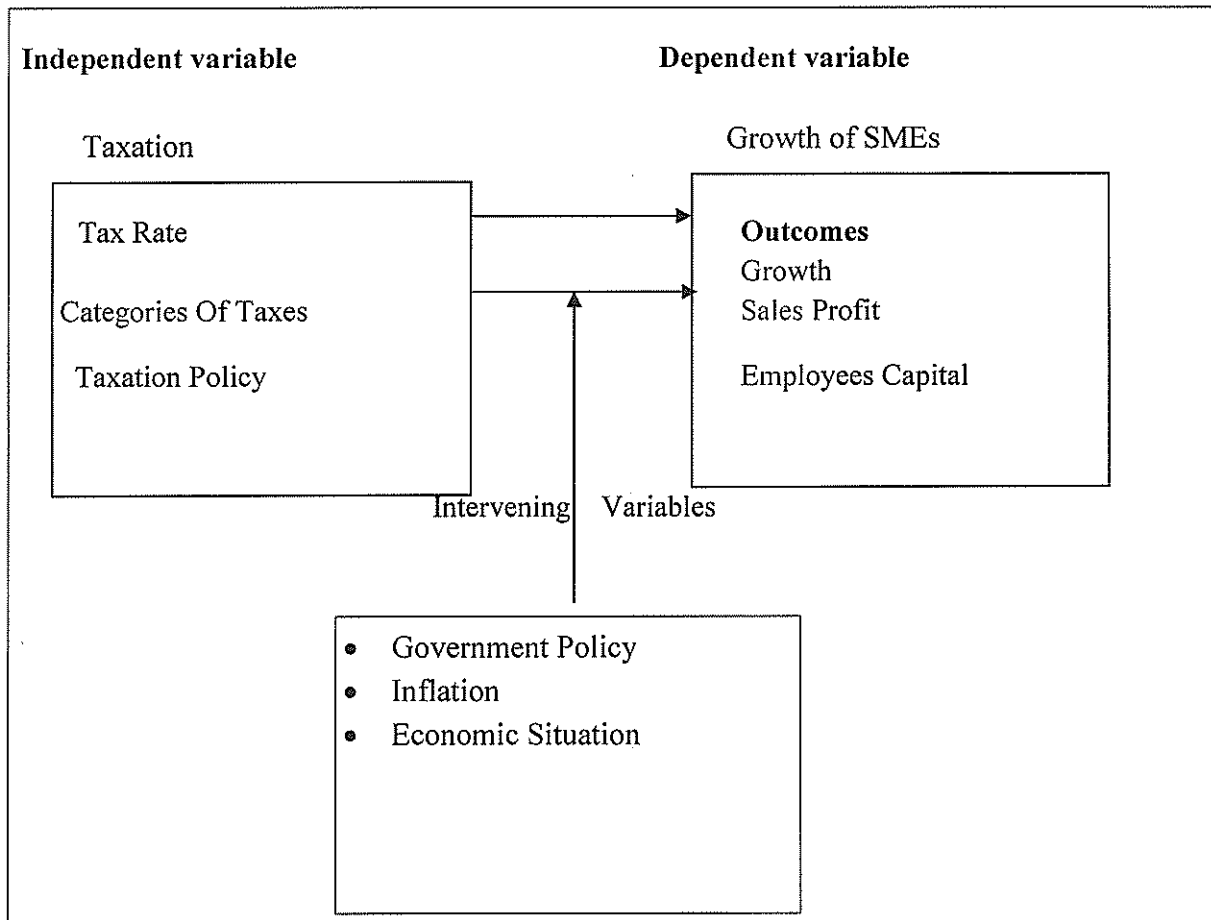 Independent variable
Dependent variable
Taxation
Growth of SMEs
Tax Rate
Categories Of Taxes
Taxation Policy
Outcomes
Growth
Sales Profit
Employees Capital
Intervening Variables
• Government Policy
• Inflation
• Economic Situation